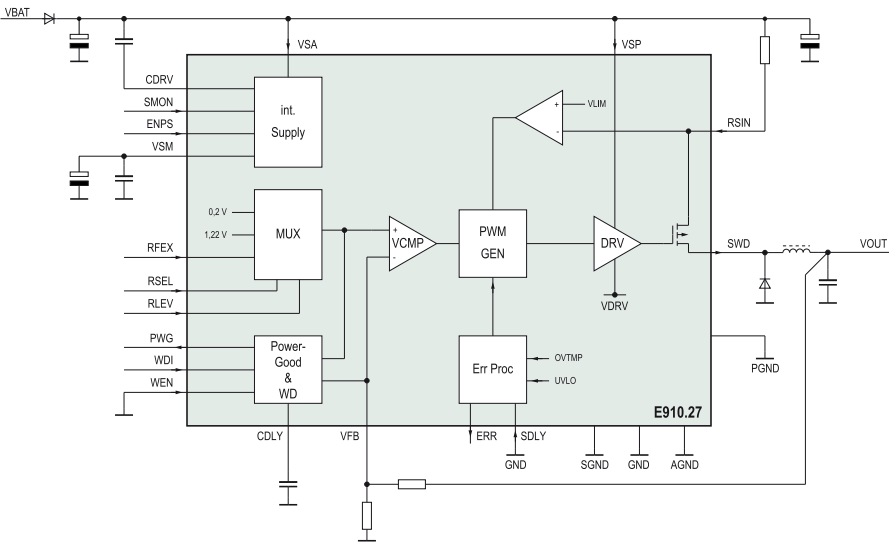 VBAT
VSA
VSP
CDRV
SMON
ENPS
VSM
int.
Supply
VLIM
+
-
RSIN
0,2 V
1,22 V
MUX
RFEX
RSEL
RLEV
+
VCMP
-
PWM
GEN
DRV
VDRV
SWD
VOUT
PWG
WDI
WEN
Power-
Good
&
WD
Err Proc
OVTMP
UVLO
PGND
E910.27
CDLY
VFB
ERR
SDLY
GND
SGND
GND
AGND